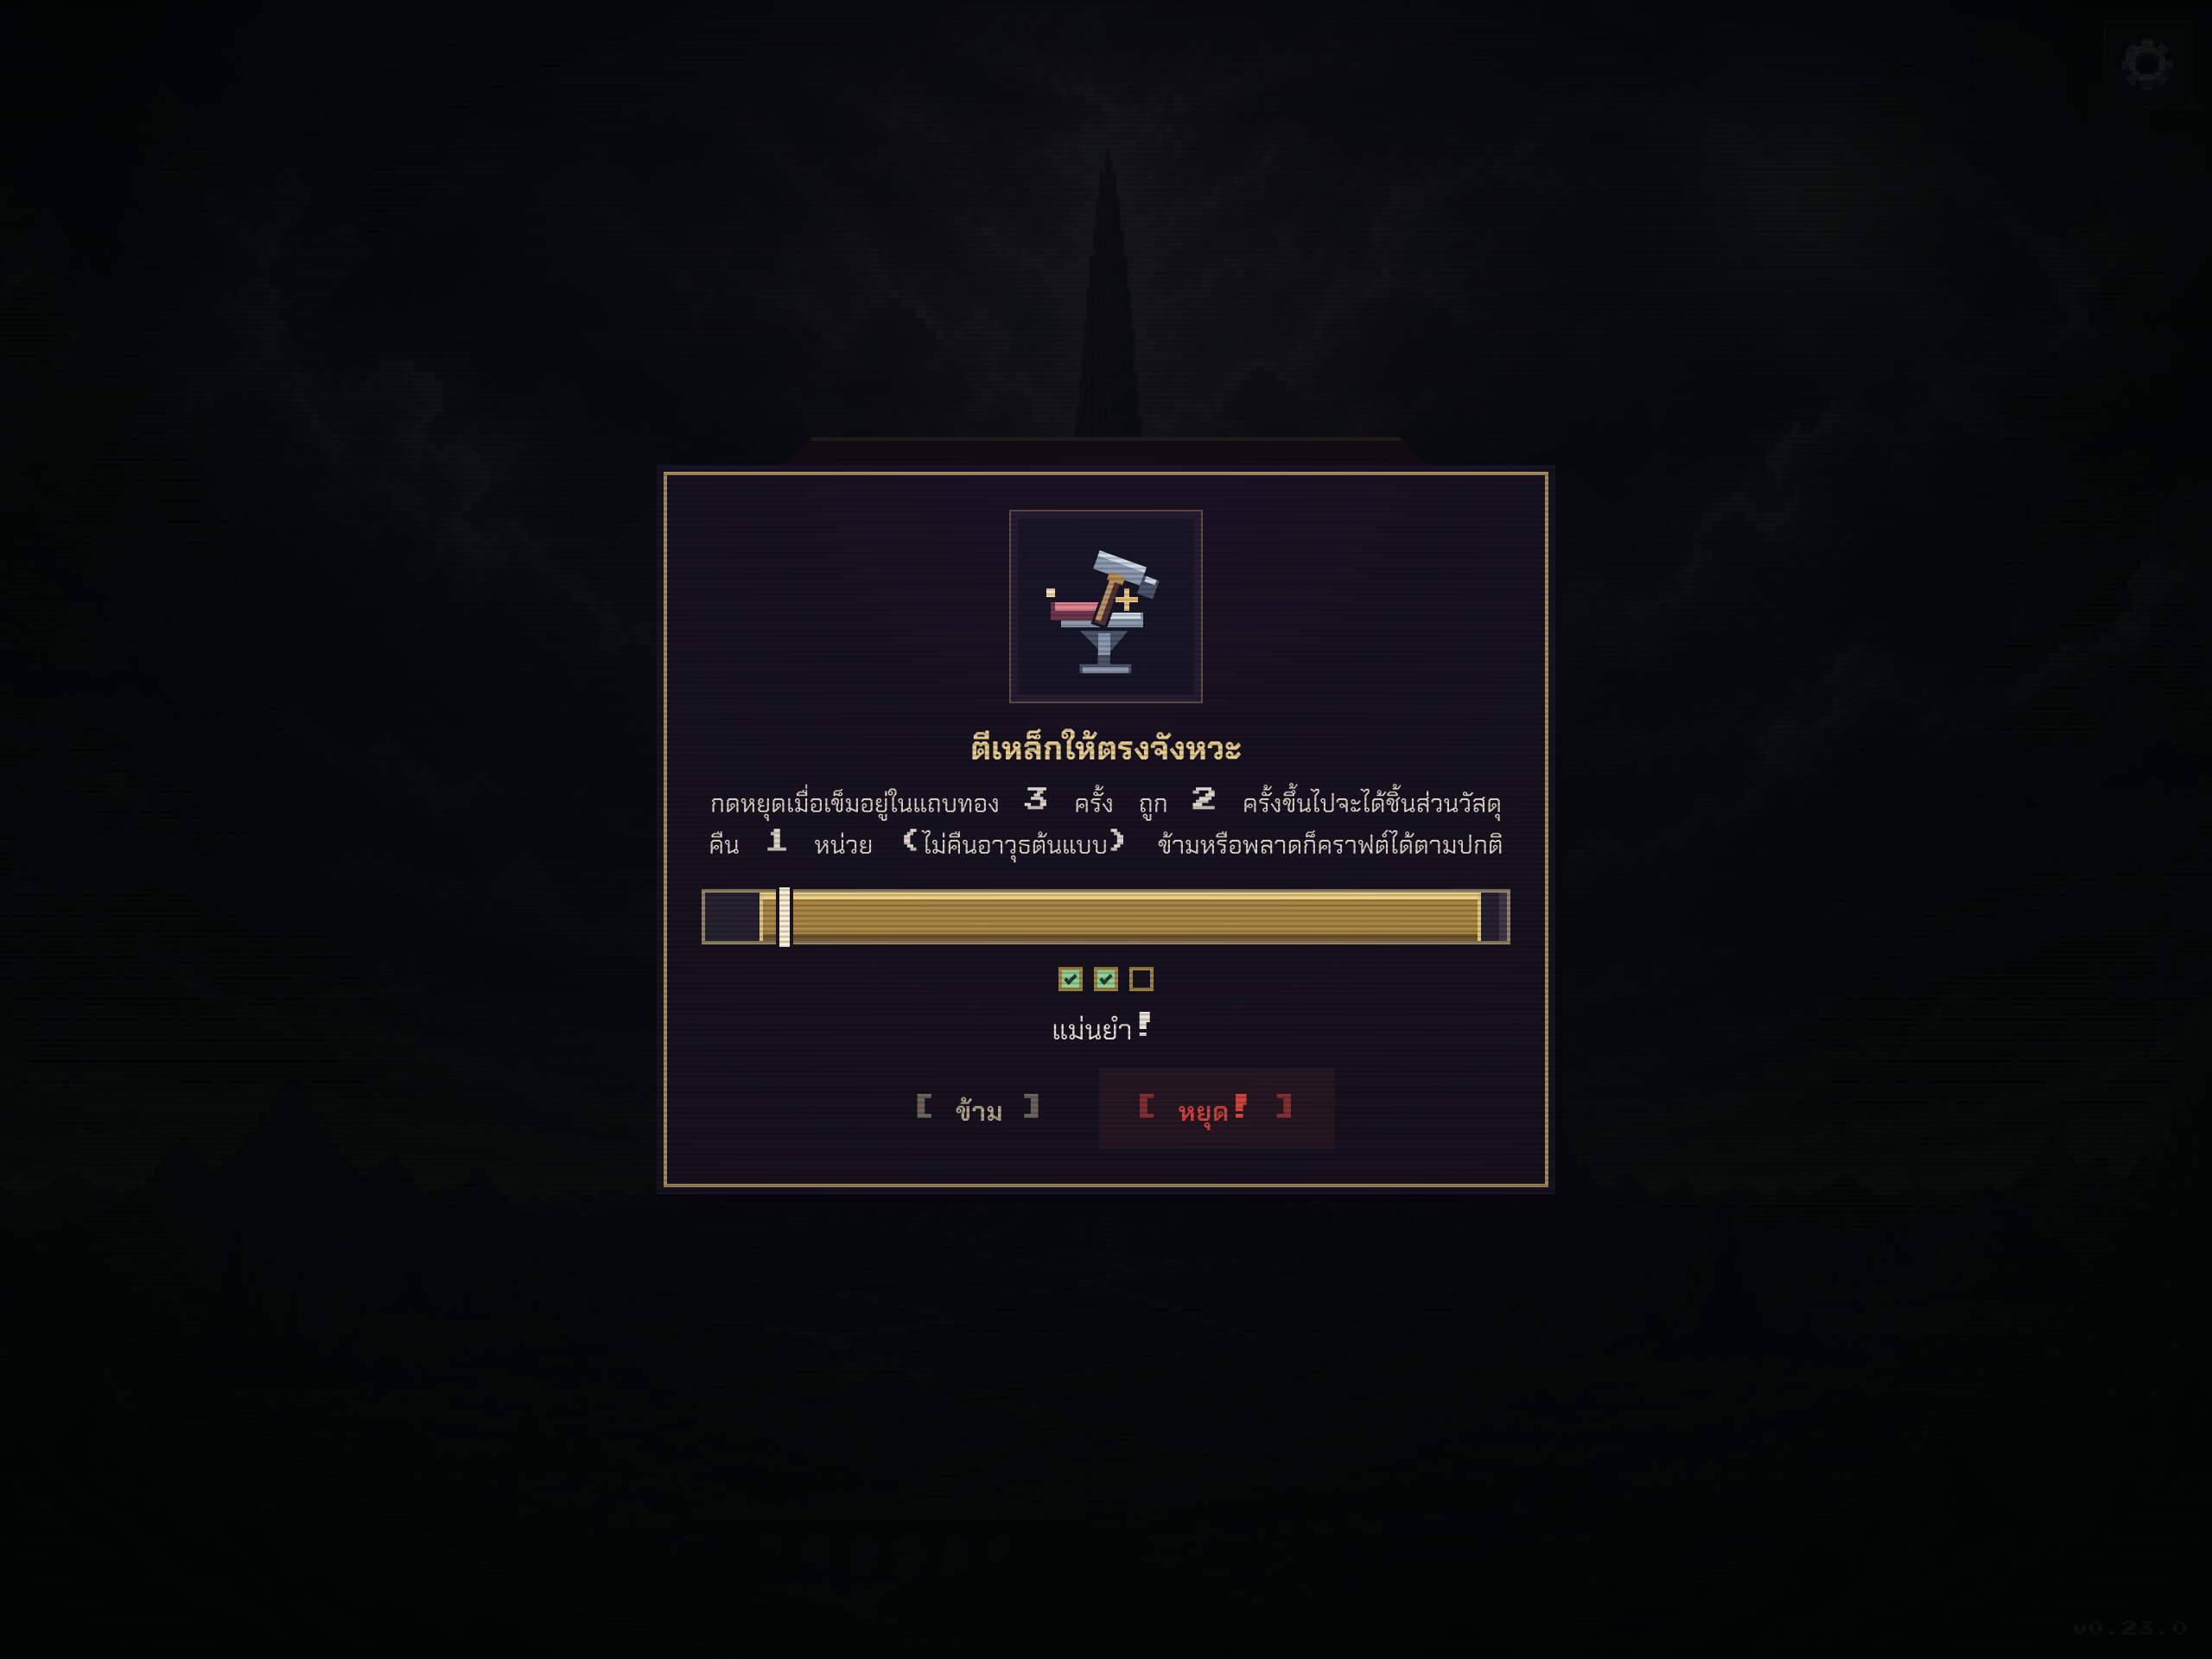 ตีเหล็กให้ตรงจังหวะ
กดหยุดเมื่อเข็มอยู่ในแถบทอง 3 ครั้ง ถูก 2 ครั้งขึ้นไปจะได้ชิ้นส่วนวัสดุ
คืน 1 หน่วย (ไม่คืนอาวุธต้นแบบ) ข้ามหรือพลาดก็คราฟต์ได้ตามปกติ
แม่นยำ!
[ ข้าม ] [ หยุด! ]
v0.23.0